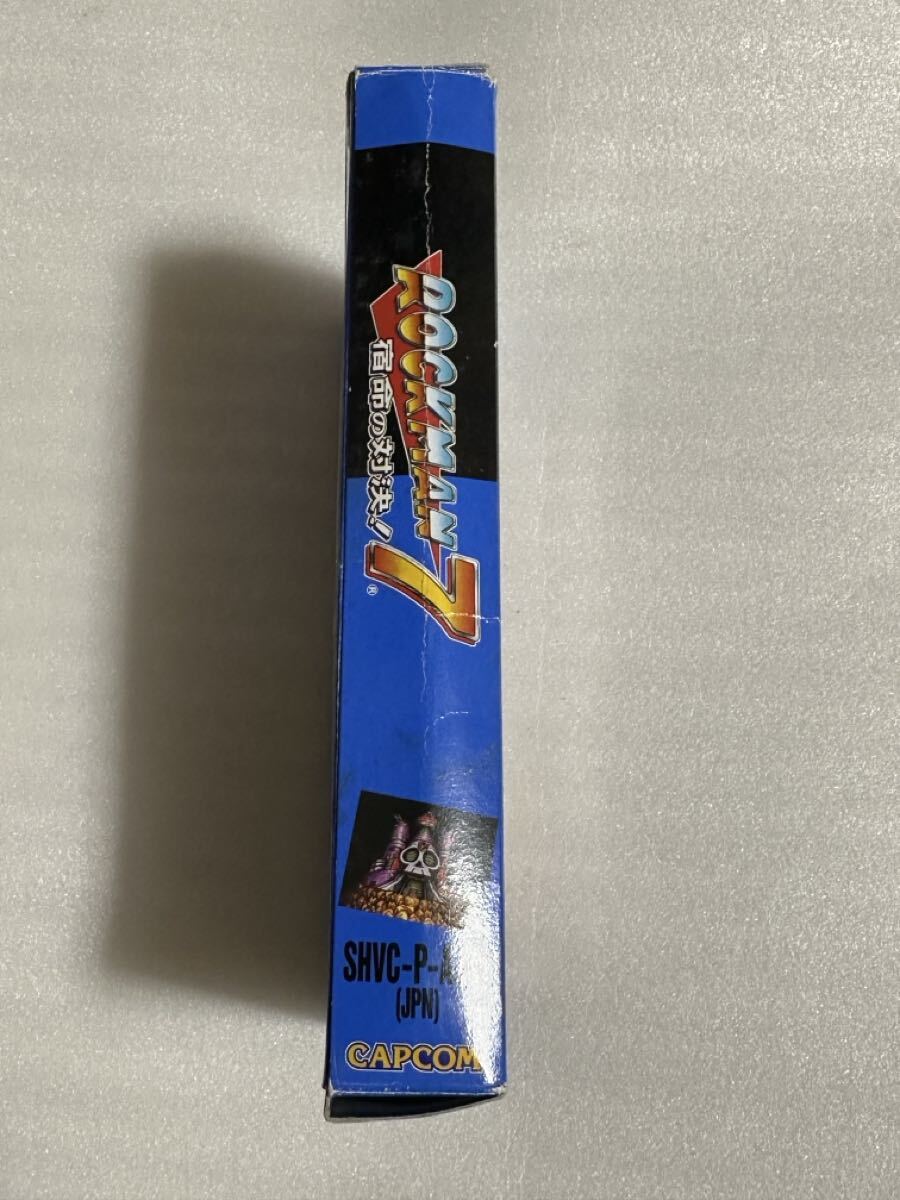 ROCKMAN 7
宿命の対決!
®
SHVC-P-A
(JPN)
CAPCOM